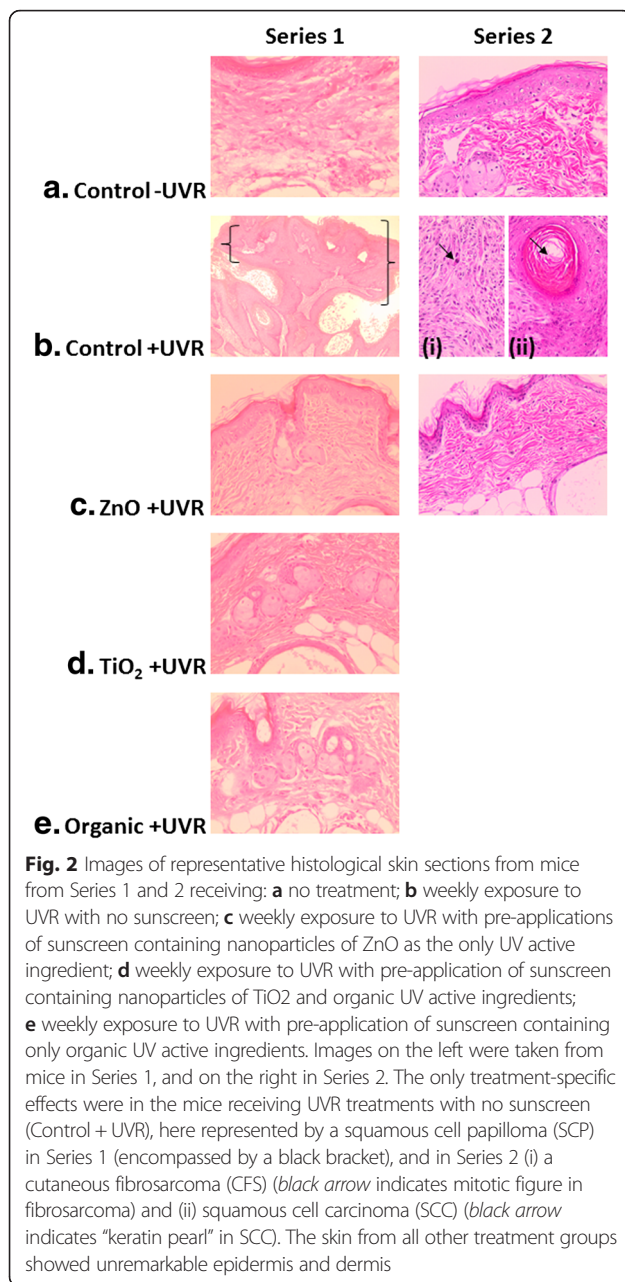 Series 1 Series 2
a. Control -UVR
b. Control +UVR
(i) (ii)
c. ZnO +UVR
d. TiO₂ +UVR
e. Organic +UVR
Fig. 2 Images of representative histological skin sections from mice
from Series 1 and 2 receiving: a no treatment; b weekly exposure to
UVR with no sunscreen; c weekly exposure to UVR with pre-applications
of sunscreen containing nanoparticles of ZnO as the only UV active
ingredient; d weekly exposure to UVR with pre-application of sunscreen
containing nanoparticles of TiO2 and organic UV active ingredients;
e weekly exposure to UVR with pre-application of sunscreen containing
only organic UV active ingredients. Images on the left were taken from
mice in Series 1, and on the right in Series 2. The only treatment-specific
effects were in the mice receiving UVR treatments with no sunscreen
(Control + UVR), here represented by a squamous cell papilloma (SCP)
in Series 1 (encompassed by a black bracket), and in Series 2 (i) a
cutaneous fibrosarcoma (CFS) (black arrow indicates mitotic figure in
fibrosarcoma) and (ii) squamous cell carcinoma (SCC) (black arrow
indicates “keratin pearl” in SCC). The skin from all other treatment groups
showed unremarkable epidermis and dermis